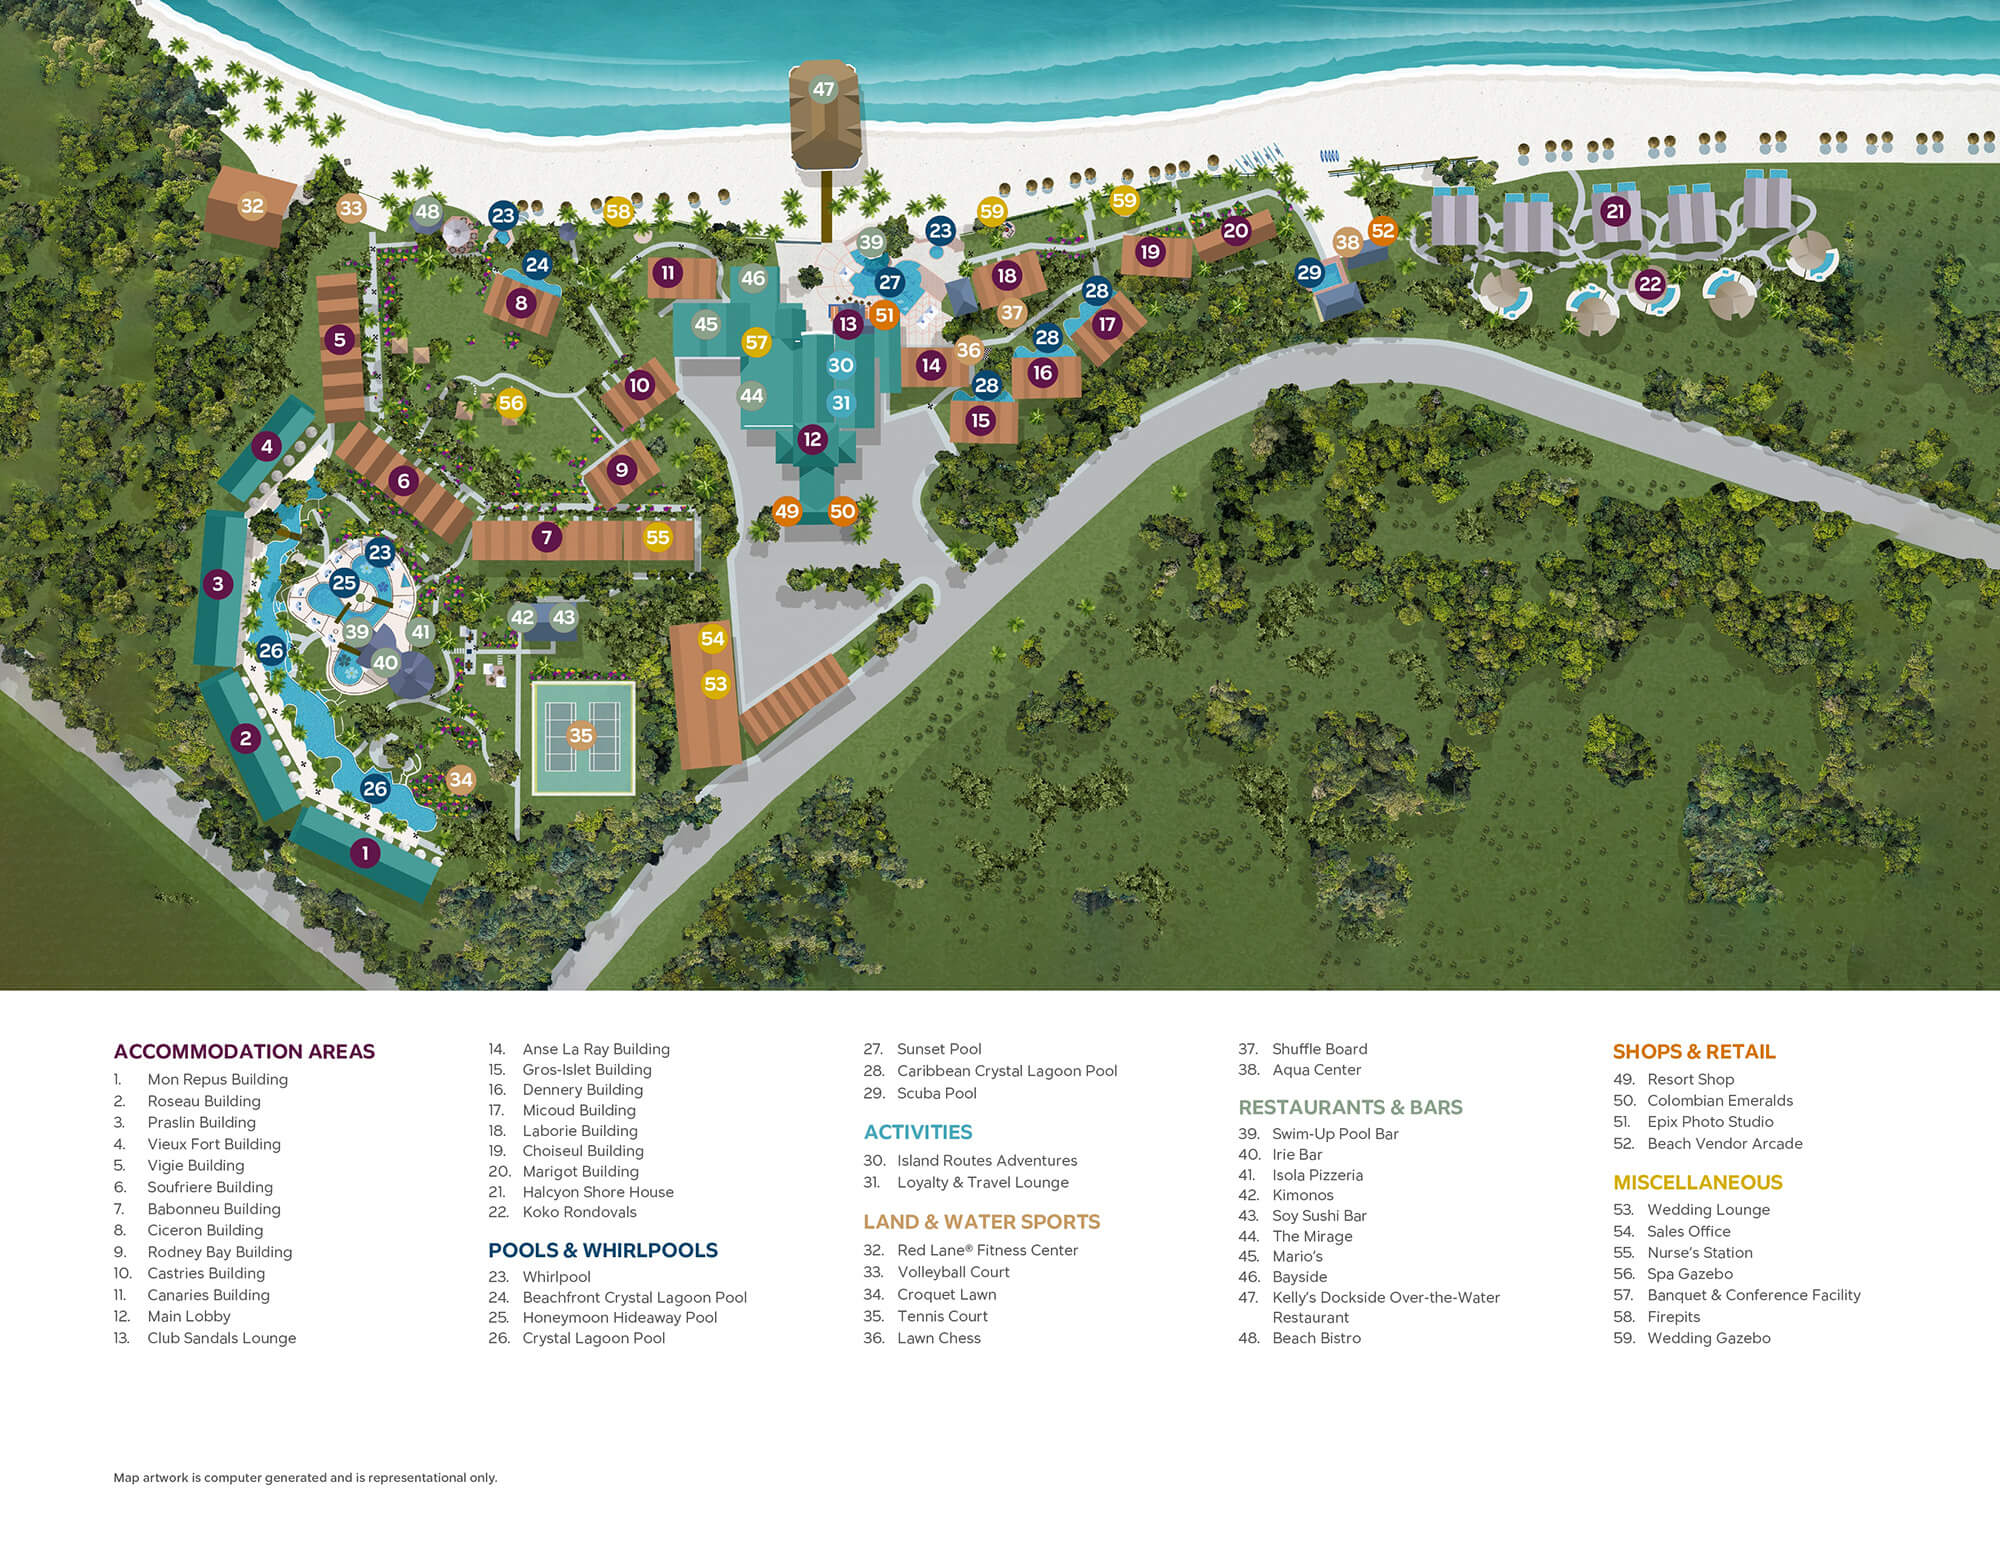 47
32
33
48
23
58
59
59
39
23
24
46
11
8
45
57
13
51
27
18
37
28
17
19
20
29
38
52
21
22
5
10
56
44
30
31
14
36
28
15
28
16
4
6
9
12
49
50
7
55
3
23
25
39
41
40
42
43
26
54
53
2
35
34
26
1
ACCOMMODATION AREAS
1. Mon Repus Building
2. Roseau Building
3. Praslin Building
4. Vieux Fort Building
5. Vigie Building
6. Soufriere Building
7. Babonneu Building
8. Ciceron Building
9. Rodney Bay Building
10. Castries Building
11. Canaries Building
12. Main Lobby
13. Club Sandals Lounge
14. Anse La Ray Building
15. Gros-Islet Building
16. Dennery Building
17. Micoud Building
18. Laborie Building
19. Choiseul Building
20. Marigot Building
21. Halcyon Shore House
22. Koko Rondovals
POOLS & WHIRLPOOLS
23. Whirlpool
24. Beachfront Crystal Lagoon Pool
25. Honeymoon Hideaway Pool
26. Crystal Lagoon Pool
27. Sunset Pool
28. Caribbean Crystal Lagoon Pool
29. Scuba Pool
ACTIVITIES
30. Island Routes Adventures
31. Loyalty & Travel Lounge
LAND & WATER SPORTS
32. Red Lane® Fitness Center
33. Volleyball Court
34. Croquet Lawn
35. Tennis Court
36. Lawn Chess
37. Shuffle Board
38. Aqua Center
RESTAURANTS & BARS
39. Swim-Up Pool Bar
40. Irie Bar
41. Isola Pizzeria
42. Kimonos
43. Soy Sushi Bar
44. The Mirage
45. Mario's
46. Bayside
47. Kelly's Dockside Over-the-Water
Restaurant
48. Beach Bistro
SHOPS & RETAIL
49. Resort Shop
50. Colombian Emeralds
51. Epix Photo Studio
52. Beach Vendor Arcade
MISCELLANEOUS
53. Wedding Lounge
54. Sales Office
55. Nurse's Station
56. Spa Gazebo
57. Banquet & Conference Facility
58. Firepits
59. Wedding Gazebo
Map artwork is computer generated and is representational only.